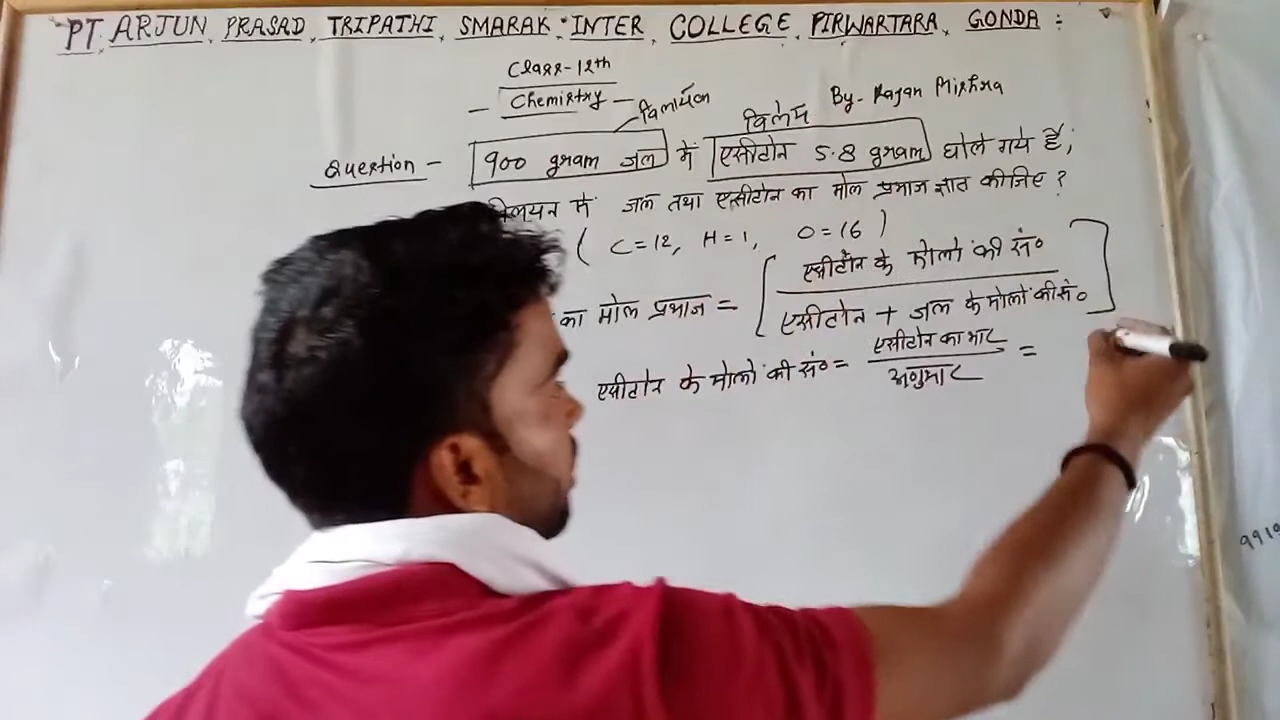 PT. ARJUN PRASAD TRIPATHI SMARAK INTER COLLEGE PIRWARTARA, GONDA :
Class-12th
- Chemistry -
By- Rajan Mishra
विलायक
विलेय
Question - 900 gram जल में एसीटोन 5.8 gram घोले गये हैं,
विलयन में जल तथा एसीटोन का मोल प्रभाज ज्ञात कीजिए ?
( C=12, H=1, O=16 )
का मोल प्रभाज = [ एसीटोन के मोलो की सं० / एसीटोन + जल के मोलों की सं० ]
एसीटोन के मोलो की सं० = एसीटोन का भार / अणुभार =
9919